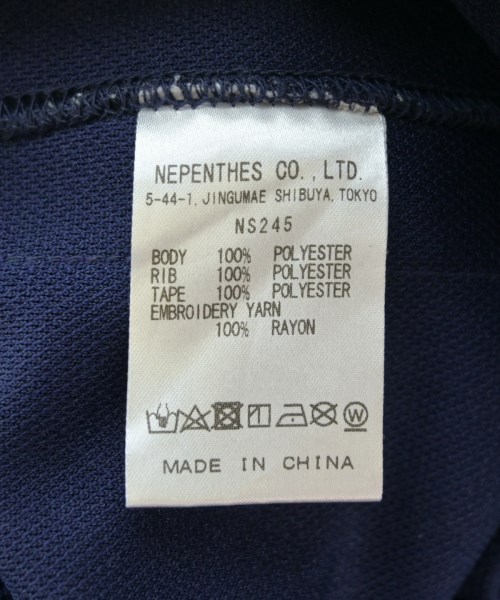 NEPENTHES CO., LTD.
5-44-1, JINGUMAE SHIBUYA, TOKYO
NS245
BODY 100% POLYESTER
RIB 100% POLYESTER
TAPE 100% POLYESTER
EMBROIDERY YARN
100% RAYON
W
MADE IN CHINA